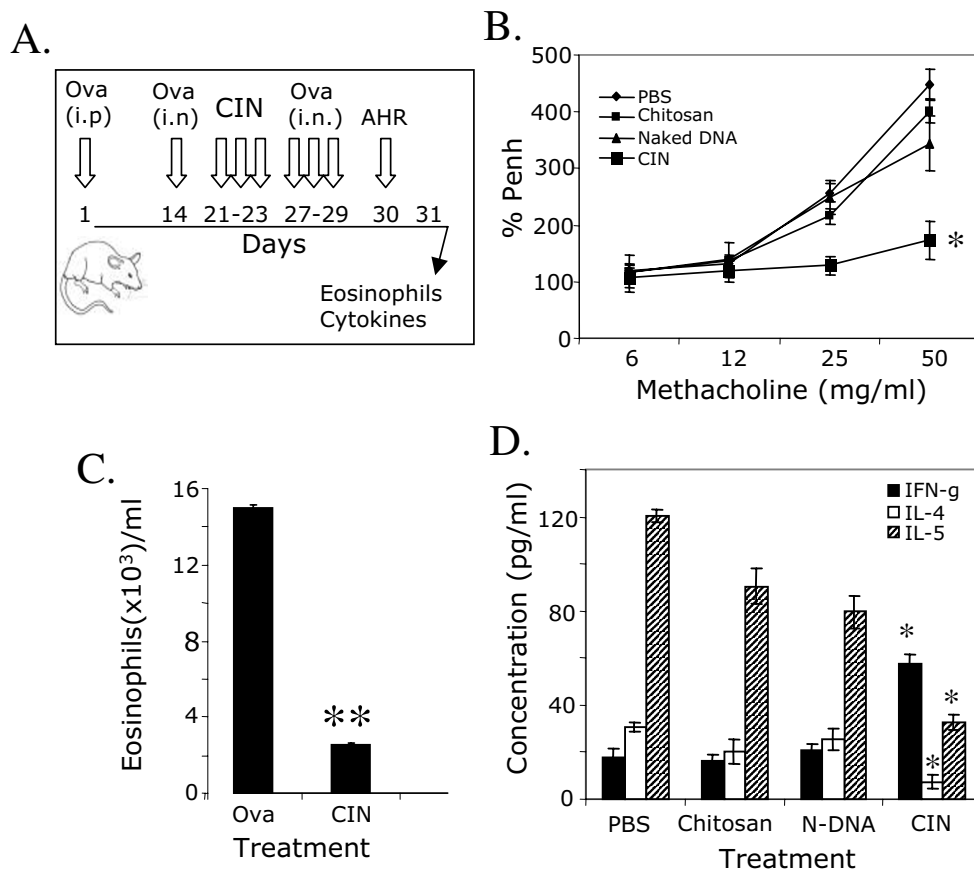 A.
Ova Ova CIN Ova AHR
(i.p) (i.n) (i.n.)
1 14 21-23 27-29 30 31
Days
Eosinophils
Cytokines
B.
% Penh
500
400
300
200
100
0
PBS
Chitosan
Naked DNA
CIN
*
6 12 25 50
Methacholine (mg/ml)
C.
Eosinophils(x10³)/ml
16
12
8
4
0
**
Ova CIN
Treatment
D.
Concentration (pg/ml)
120
80
40
0
IFN-g
IL-4
IL-5
*
*
*
PBS Chitosan N-DNA CIN
Treatment